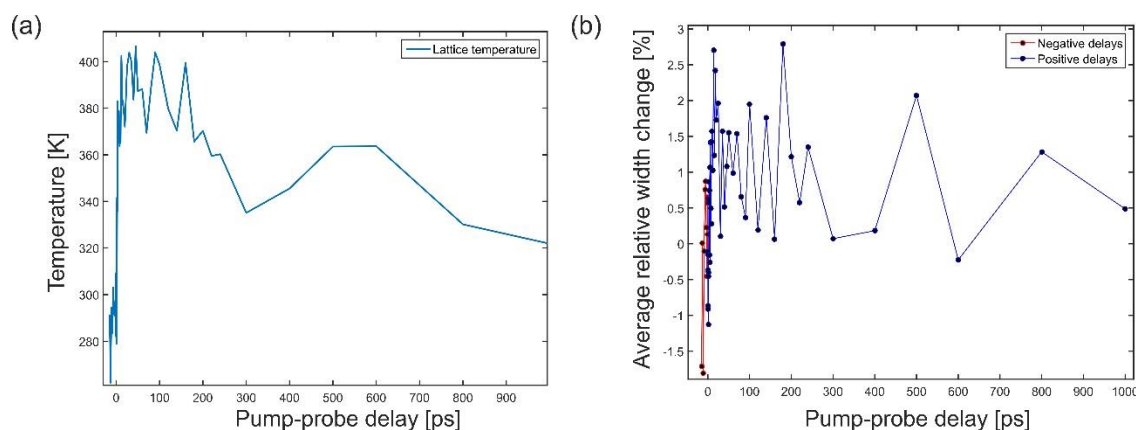 (a)
Temperature [K]
400
380
360
340
320
300
280
0 100 200 300 400 500 600 700 800 900
Pump-probe delay [ps]
Lattice temperature
(b)
Average relative width change [%]
3
2.5
2
1.5
1
0.5
0
-0.5
-1
-1.5
0 100 200 300 400 500 600 700 800 900 1000
Pump-probe delay [ps]
Negative delays
Positive delays